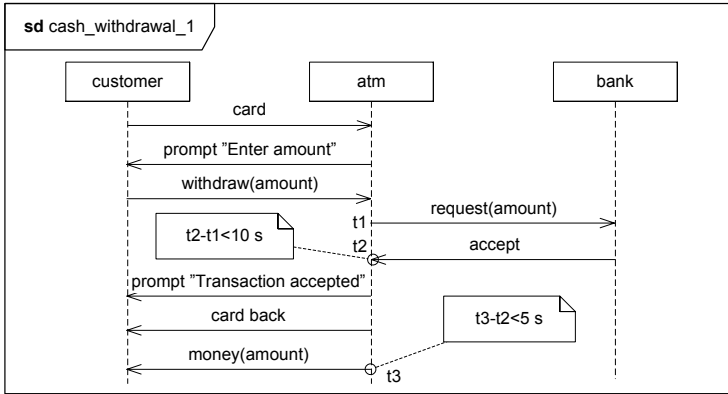 sd cash_withdrawal_1
customer
atm
bank
card
prompt ”Enter amount”
withdraw(amount)
t1
request(amount)
t2-t1<10 s
t2
accept
prompt ”Transaction accepted”
card back
t3-t2<5 s
money(amount)
t3